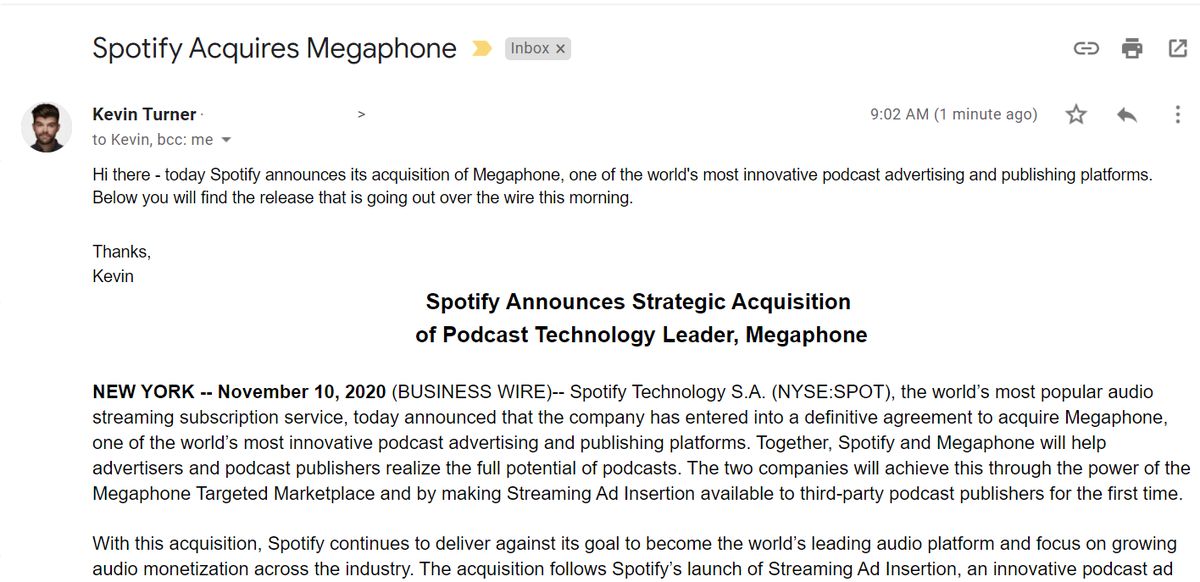 Spotify Acquires Megaphone
Inbox ×
Kevin Turner · >
9:02 AM (1 minute ago)
to Kevin, bcc: me
Hi there - today Spotify announces its acquisition of Megaphone, one of the world's most innovative podcast advertising and publishing platforms.
Below you will find the release that is going out over the wire this morning.
Thanks,
Kevin
Spotify Announces Strategic Acquisition
of Podcast Technology Leader, Megaphone
NEW YORK -- November 10, 2020 (BUSINESS WIRE)-- Spotify Technology S.A. (NYSE:SPOT), the world’s most popular audio
streaming subscription service, today announced that the company has entered into a definitive agreement to acquire Megaphone,
one of the world’s most innovative podcast advertising and publishing platforms. Together, Spotify and Megaphone will help
advertisers and podcast publishers realize the full potential of podcasts. The two companies will achieve this through the power of the
Megaphone Targeted Marketplace and by making Streaming Ad Insertion available to third-party podcast publishers for the first time.
With this acquisition, Spotify continues to deliver against its goal to become the world’s leading audio platform and focus on growing
audio monetization across the industry. The acquisition follows Spotify’s launch of Streaming Ad Insertion, an innovative podcast ad